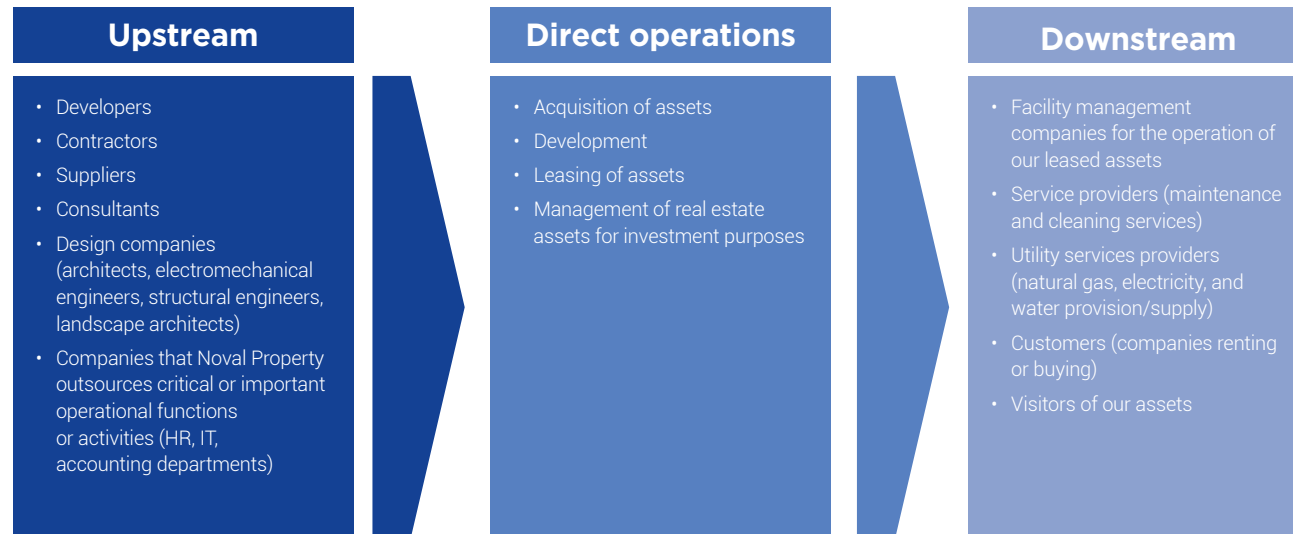 Upstream
• Developers
• Contractors
• Suppliers
• Consultants
• Design companies
(architects, electromechanical
engineers, structural engineers,
landscape architects)
• Companies that Noval Property
outsources critical or important
operational functions
or activities (HR, IT,
accounting departments)
Direct operations
• Acquisition of assets
• Development
• Leasing of assets
• Management of real estate
assets for investment purposes
Downstream
• Facility management
companies for the operation of
our leased assets
• Service providers (maintenance
and cleaning services)
• Utility services providers
(natural gas, electricity, and
water provision/supply)
• Customers (companies renting
or buying)
• Visitors of our assets